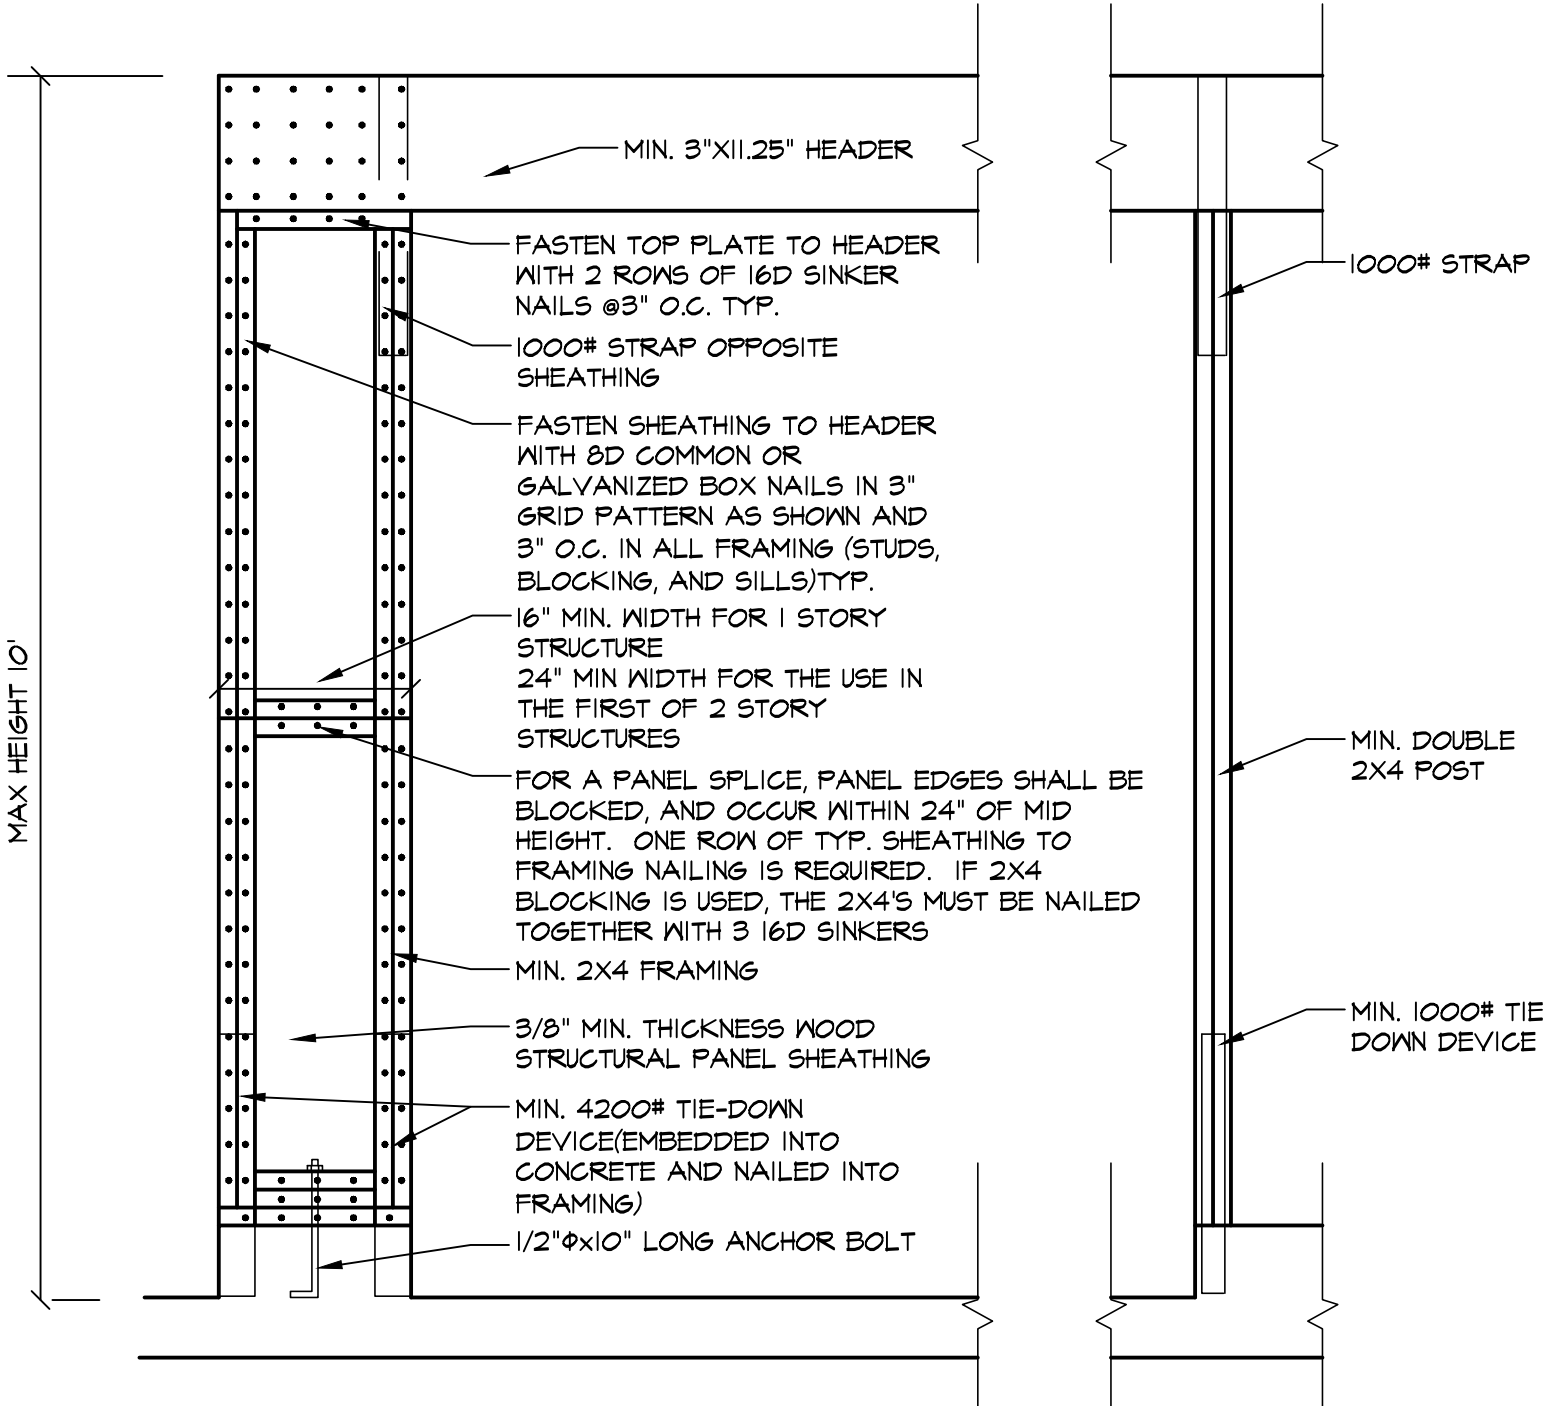 MIN. 3"X11.25" HEADER
FASTEN TOP PLATE TO HEADER
WITH 2 ROWS OF 16D SINKER
NAILS @3" O.C. TYP.
1000# STRAP OPPOSITE
SHEATHING
FASTEN SHEATHING TO HEADER
WITH 8D COMMON OR
GALVANIZED BOX NAILS IN 3"
GRID PATTERN AS SHOWN AND
3" O.C. IN ALL FRAMING (STUDS,
BLOCKING, AND SILLS)TYP.
16" MIN. WIDTH FOR 1 STORY
STRUCTURE
24" MIN WIDTH FOR THE USE IN
THE FIRST OF 2 STORY
STRUCTURES
FOR A PANEL SPLICE, PANEL EDGES SHALL BE
BLOCKED, AND OCCUR WITHIN 24" OF MID
HEIGHT.  ONE ROW OF TYP. SHEATHING TO
FRAMING NAILING IS REQUIRED.  IF 2X4
BLOCKING IS USED, THE 2X4'S MUST BE NAILED
TOGETHER WITH 3 16D SINKERS
MIN. 2X4 FRAMING
3/8" MIN. THICKNESS WOOD
STRUCTURAL PANEL SHEATHING
MIN. 4200# TIE-DOWN
DEVICE(EMBEDDED INTO
CONCRETE AND NAILED INTO
FRAMING)
1/2"Φx10" LONG ANCHOR BOLT
MAX HEIGHT 10'
1000# STRAP
MIN. DOUBLE
2X4 POST
MIN. 1000# TIE
DOWN DEVICE